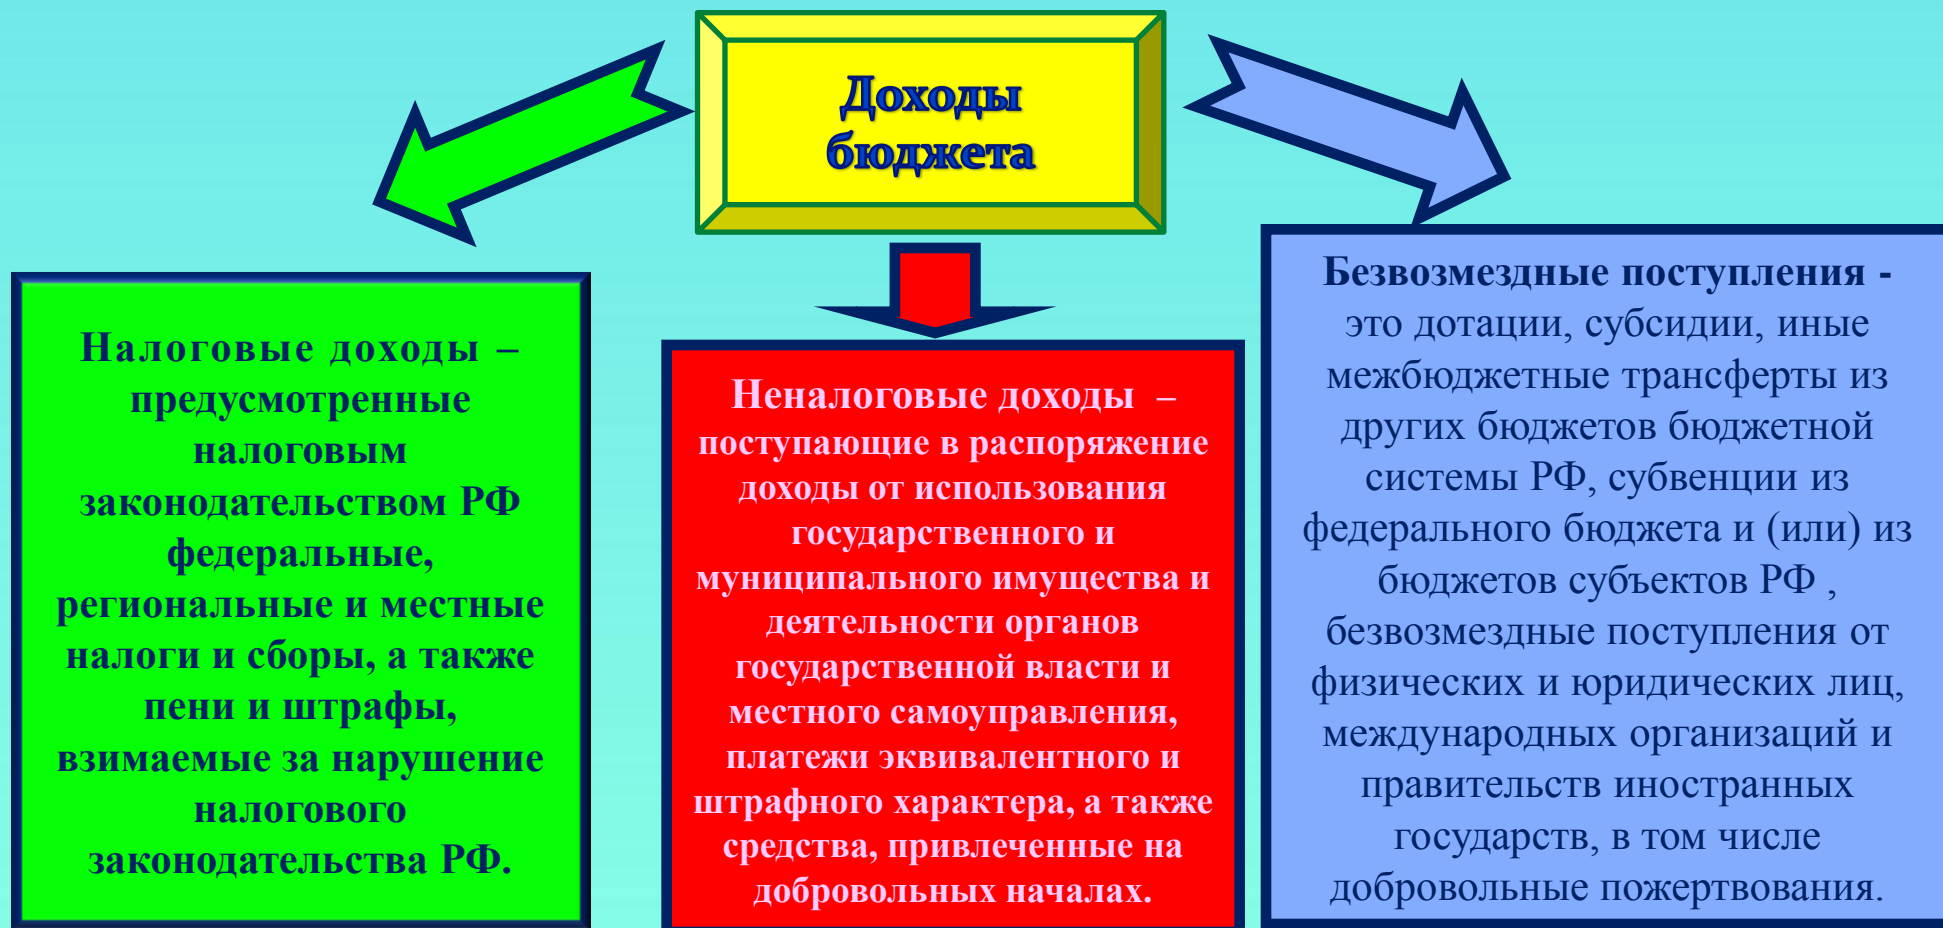 Доходы
бюджета
Налоговые доходы –
предусмотренные
налоговым
законодательством РФ
федеральные,
региональные и местные
налоги и сборы, а также
пени и штрафы,
взимаемые за нарушение
налогового
законодательства РФ.
Неналоговые доходы –
поступающие в распоряжение
доходы от использования
государственного и
муниципального имущества и
деятельности органов
государственной власти и
местного самоуправления,
платежи эквивалентного и
штрафного характера, а также
средства, привлеченные на
добровольных началах.
Безвозмездные поступления -
это дотации, субсидии, иные
межбюджетные трансферты из
других бюджетов бюджетной
системы РФ, субвенции из
федерального бюджета и (или) из
бюджетов субъектов РФ ,
безвозмездные поступления от
физических и юридических лиц,
международных организаций и
правительств иностранных
государств, в том числе
добровольные пожертвования.